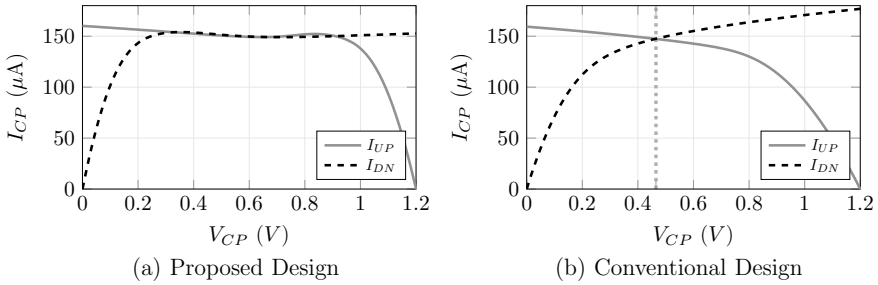 150
100
50
0
I_CP (μA)
I_UP
I_DN
0
0.2
0.4
0.6
0.8
1
1.2
V_CP (V)
(a) Proposed Design
150
100
50
0
I_CP (μA)
I_UP
I_DN
0
0.2
0.4
0.6
0.8
1
1.2
V_CP (V)
(b) Conventional Design